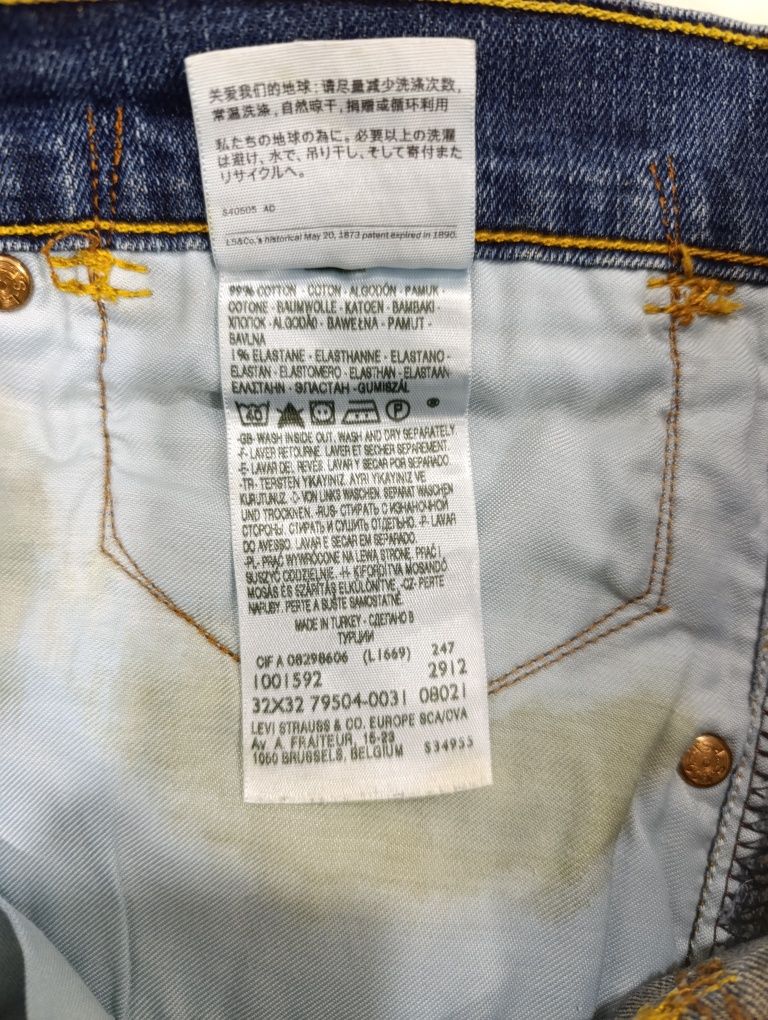 关爱我们的地球：请尽量减少洗涤次数，
常温洗涤，自然晾干，捐赠或循环利用
私たちの地球の為に。必要以上の洗濯
は避け、水で、吊り干し、そして寄付また
リサイクルへ。
S40505 AD
LS&Co.'s historical May 20, 1873 patent expired in 1890.
99% COTTON - COTON - ALGODÓN - PAMUK -
COTONE - BAUMWOLLE - KATOEN - BAMBAKI -
ХЛОПОК - ALGODÃO - BAWEŁNA - PAMUT -
BAVLNA
1% ELASTANE - ELASTHANNE - ELASTANO -
ELASTAN - ELASTOMERO - ELASTHAN - ELASTAAN-
ΕΛΑΣΤΑΗΝ - ЭЛАСТАН - GUMISZÁL
40 P
-GB- WASH INSIDE OUT, WASH AND DRY SEPARATELY
-F- LAVER RETOURNE. LAVER ET SECHER SEPAREMENT.
-E- LAVAR DEL REVÉS. LAVAR Y SECAR POR SEPARADO.
-TR- TERSTEN YIKAYINIZ. AYRI YIKAYINIZ VE
KURUTUNUZ. -D- VON LINKS WASCHEN. SEPARAT WASCHEN
UND TROCKNEN. -RUS- СТИРАТЬ С ИЗНАНОЧНОЙ
СТОРОНЫ. СТИРАТЬ И СУШИТЬ ОТДЕЛЬНО. -P- LAVAR
DO AVESSO. LAVAR E SECAR EM SEPARADO.
-PL- PRAĆ WYWRÓCONE NA LEWĄ STRONĘ. PRAĆ I
SUSZYĆ ODDZIELNIE. -H- KIFORDÍTVA MOSANDÓ
MOSÁS ÉS SZÁRÍTÁS ELKÜLÖNÍTVE. -CZ- PERTE
NARUBY. PERTE A SUŠTE SAMOSTATNĚ.
MADE IN TURKEY - СДЕЛАНО В
ТУРЦИИ
CIF A 08298606 (L1669) 247
1001592 2912
32X32 79504-0031 08021
LEVI STRAUSS & CO. EUROPE SCA/CVA
Av. A. FRAITEUR, 15-23
1050 BRUSSELS, BELGIUM S34955